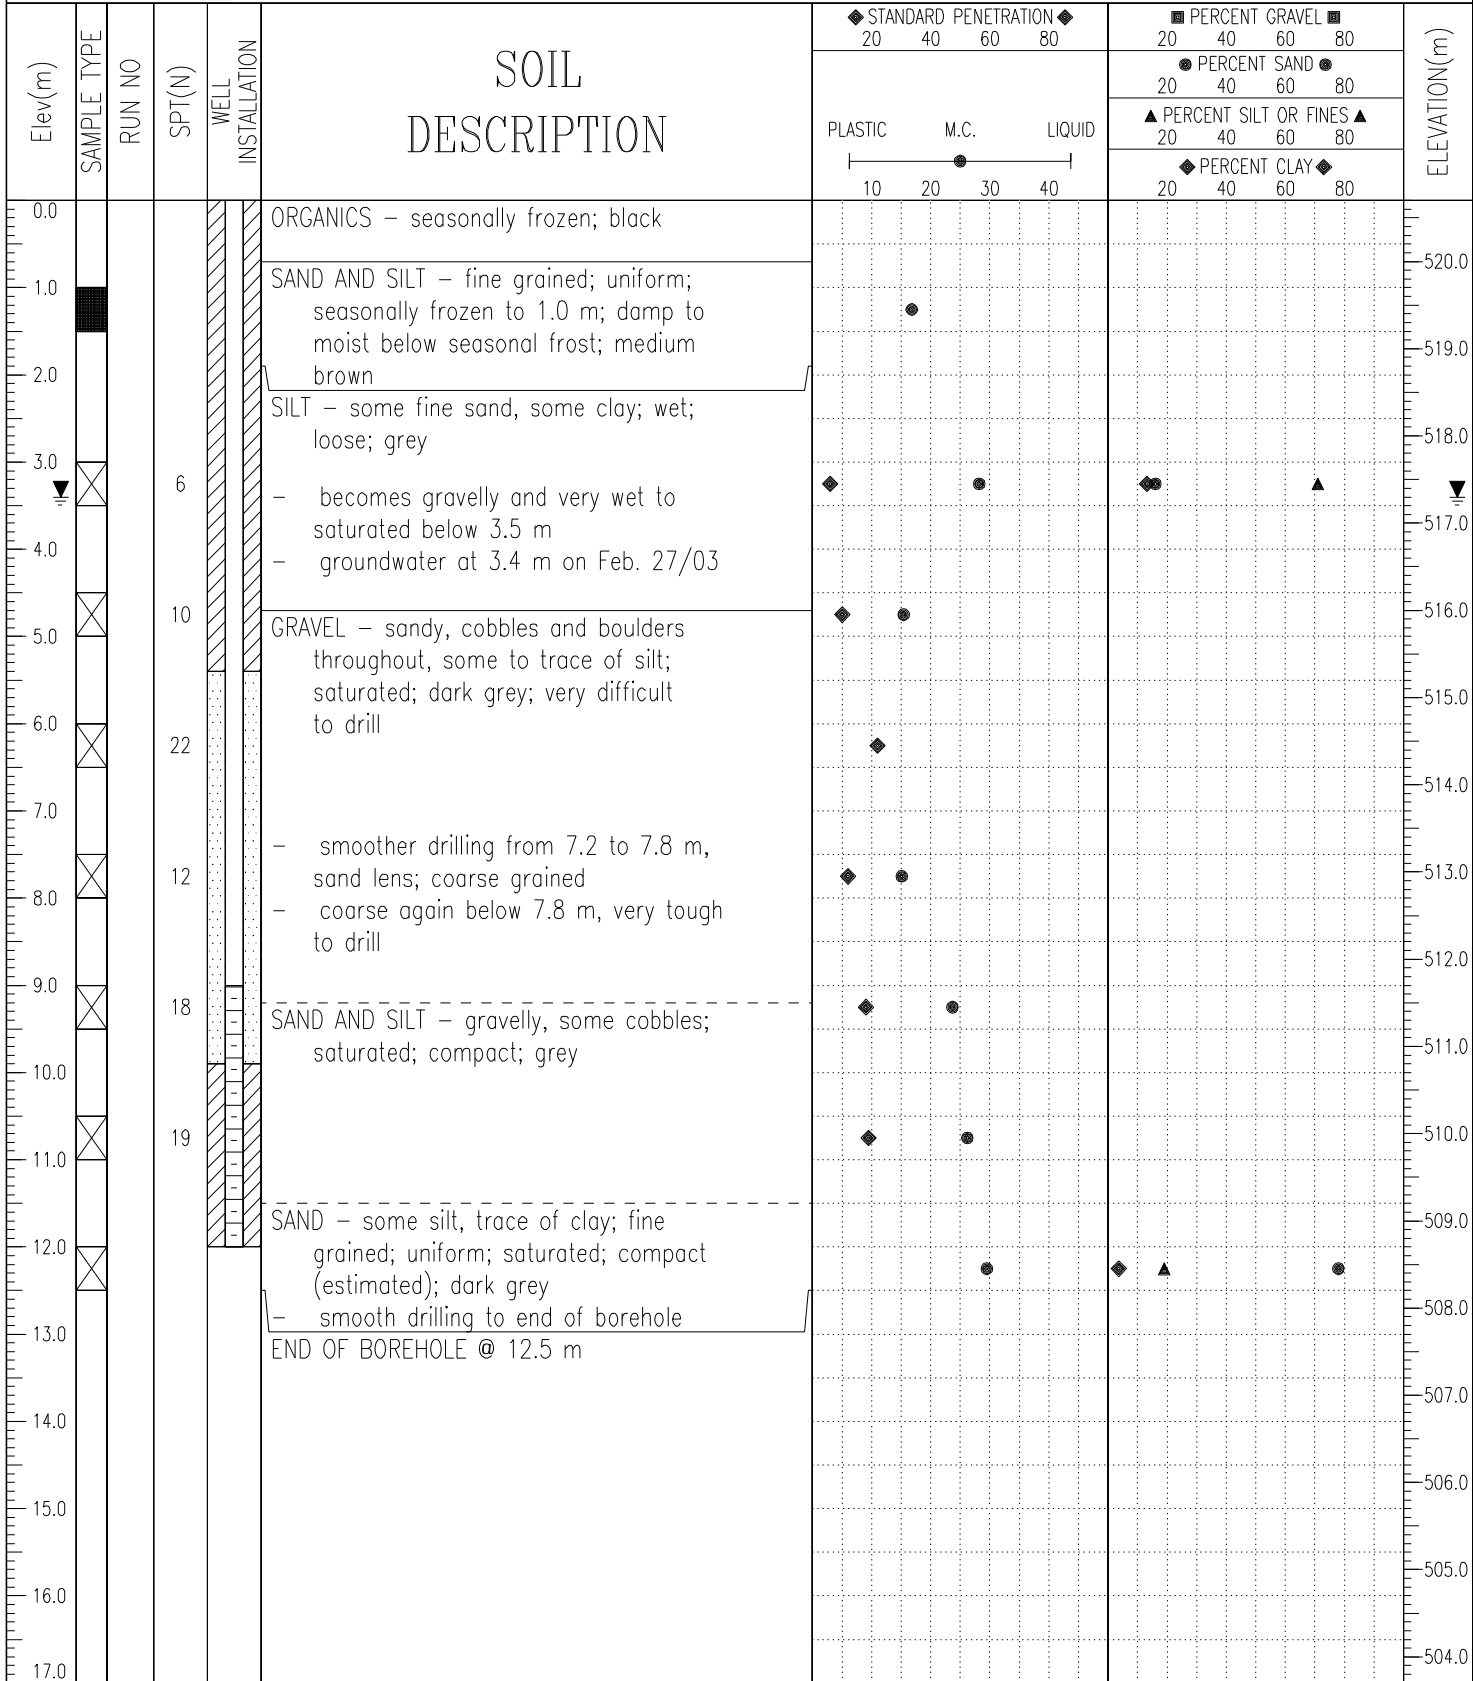 Elev(m)
SAMPLE TYPE
RUN NO
SPT(N)
WELL
INSTALLATION
SOIL
DESCRIPTION
STANDARD PENETRATION
20 40 60 80
PLASTIC M.C. LIQUID
10 20 30 40
PERCENT GRAVEL
20 40 60 80
PERCENT SAND
20 40 60 80
PERCENT SILT OR FINES
20 40 60 80
PERCENT CLAY
20 40 60 80
ELEVATION(m)
0.0
1.0
2.0
3.0
4.0
5.0
6.0
7.0
8.0
9.0
10.0
11.0
12.0
13.0
14.0
15.0
16.0
17.0
6
10
22
12
18
19
ORGANICS – seasonally frozen; black
SAND AND SILT – fine grained; uniform;
seasonally frozen to 1.0 m; damp to
moist below seasonal frost; medium
brown
SILT – some fine sand, some clay; wet;
loose; grey
– becomes gravelly and very wet to
saturated below 3.5 m
– groundwater at 3.4 m on Feb. 27/03
GRAVEL – sandy, cobbles and boulders
throughout, some to trace of silt;
saturated; dark grey; very difficult
to drill
– smoother drilling from 7.2 to 7.8 m,
sand lens; coarse grained
– coarse again below 7.8 m, very tough
to drill
SAND AND SILT – gravelly, some cobbles;
saturated; compact; grey
SAND – some silt, trace of clay; fine
grained; uniform; saturated; compact
(estimated); dark grey
– smooth drilling to end of borehole
END OF BOREHOLE @ 12.5 m
520.0
519.0
518.0
517.0
516.0
515.0
514.0
513.0
512.0
511.0
510.0
509.0
508.0
507.0
506.0
505.0
504.0